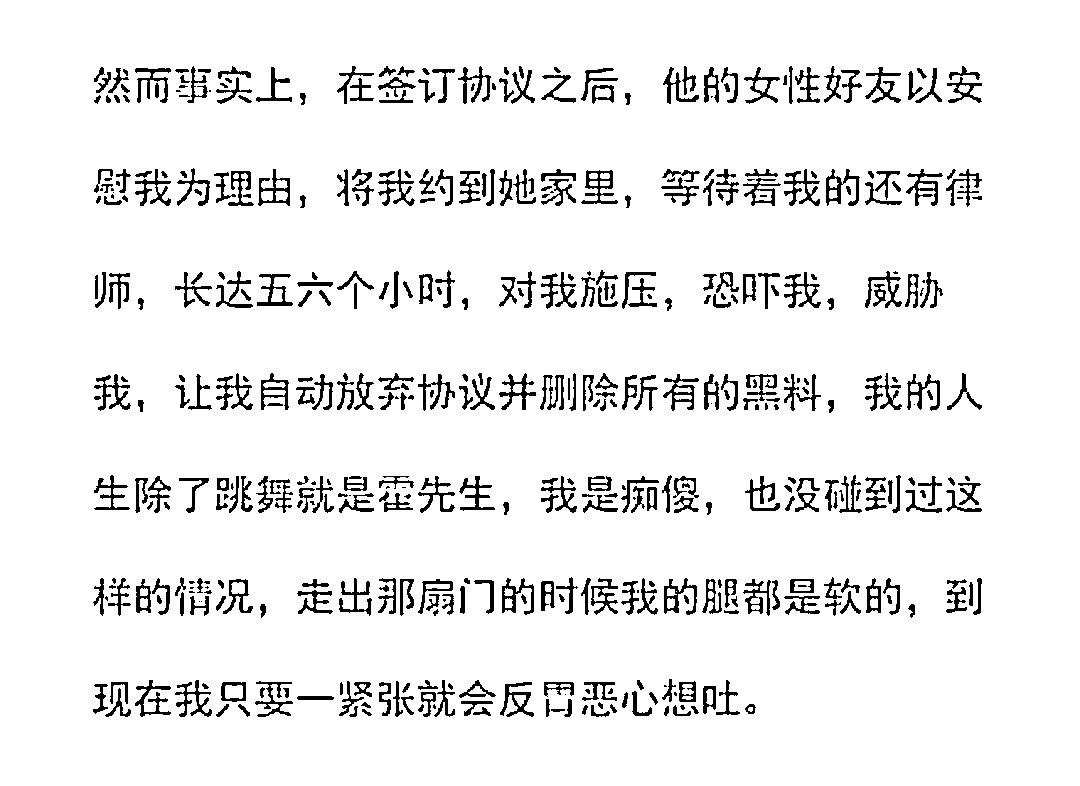 然而事实上，在签订协议之后，他的女性好友以安
慰我为理由，将我约到她家里，等待着我的还有律
师，长达五六个小时，对我施压，恐吓我，威胁
我，让我自动放弃协议并删除所有的黑料，我的人
生除了跳舞就是霍先生，我是痴傻，也没碰到过这
样的情况，走出那扇门的时候我的腿都是软的，到
现在我只要一紧张就会反胃恶心想吐。